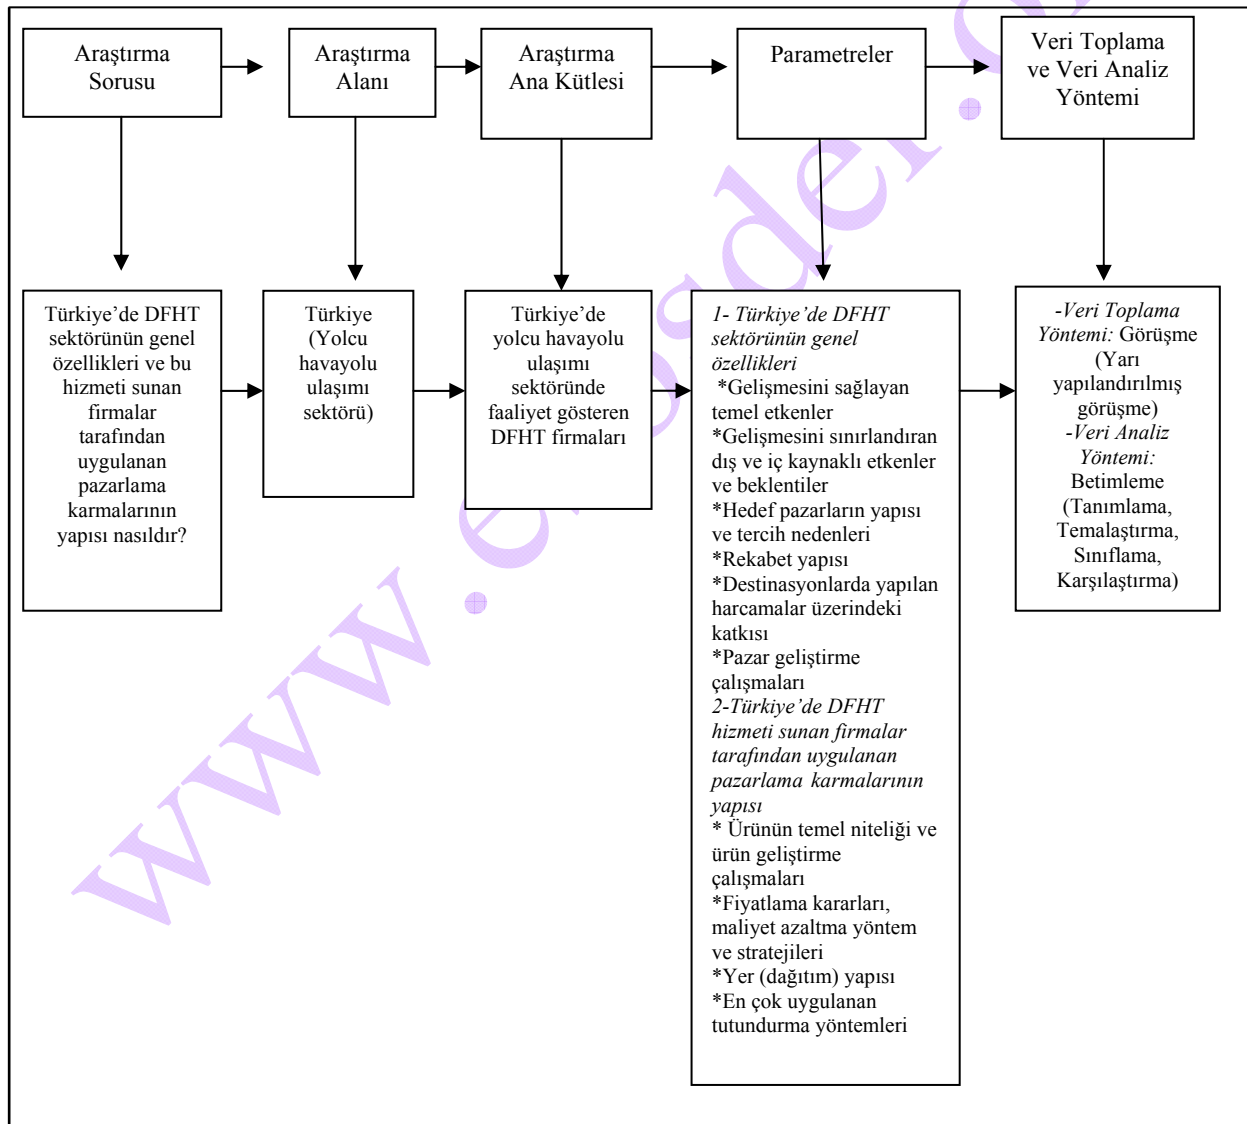 Araştırma
Sorusu
Araştırma
Alanı
Araştırma
Ana Kütlesi
Parametreler
Veri Toplama
ve Veri Analiz
Yöntemi
Türkiye’de DFHT
sektörünün genel
özellikleri ve bu
hizmeti sunan
firmalar
tarafından
uygulanan
pazarlama
karmalarının
yapısı nasıldır?
Türkiye
(Yolcu
havayolu
ulaşımı
sektörü)
Türkiye’de
yolcu havayolu
ulaşımı
sektöründe
faaliyet gösteren
DFHT firmaları
1- Türkiye’de DFHT
sektörünün genel
özellikleri
*Gelişmesini sağlayan
temel etkenler
*Gelişmesini sınırlandıran
dış ve iç kaynaklı etkenler
ve beklentiler
*Hedef pazarların yapısı
ve tercih nedenleri
*Rekabet yapısı
*Destinasyonlarda yapılan
harcamalar üzerindeki
katkısı
*Pazar geliştirme
çalışmaları
2-Türkiye’de DFHT
hizmeti sunan firmalar
tarafından uygulanan
pazarlama karmalarının
yapısı
* Ürünün temel niteliği ve
ürün geliştirme
çalışmaları
*Fiyatlama kararları,
maliyet azaltma yöntem
ve stratejileri
*Yer (dağıtım) yapısı
*En çok uygulanan
tutundurma yöntemleri
-Veri Toplama
Yöntemi: Görüşme
(Yarı
yapılandırılmış
görüşme)
-Veri Analiz
Yöntemi:
Betimleme
(Tanımlama,
Temalaştırma,
Sınıflama,
Karşılaştırma)